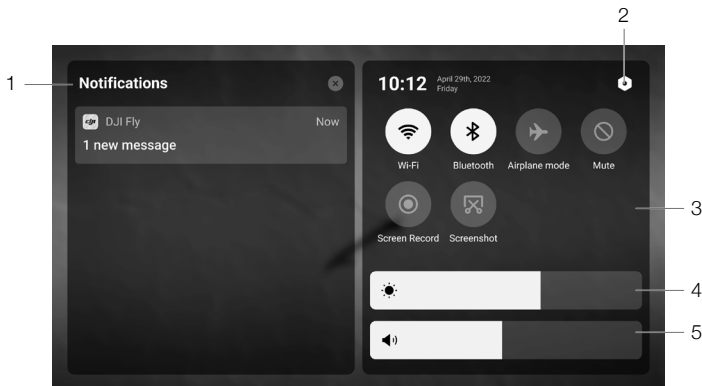 2
1
Notifications
dji DJI Fly Now
1 new message
10:12 April 29th, 2022
Friday
Wi-Fi Bluetooth Airplane mode Mute
Screen Record Screenshot
3
4
5